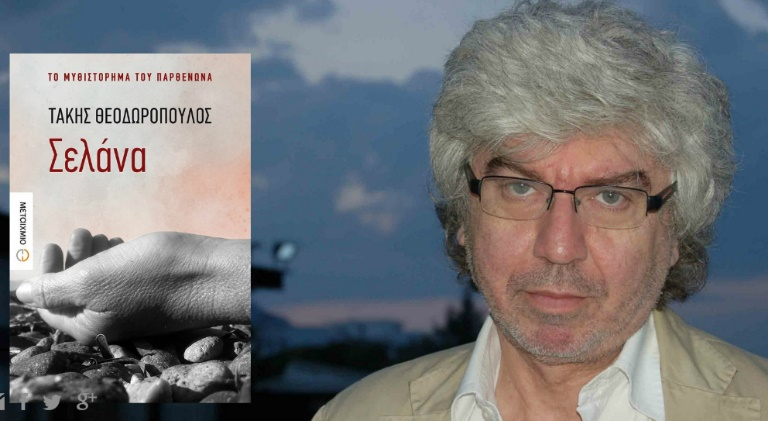 ΤΟ ΜΥΘΙΣΤΟΡΗΜΑ ΤΟΥ ΠΑΡΘΕΝΩΝΑ
ΤΑΚΗΣ ΘΕΟΔΩΡΟΠΟΥΛΟΣ
Σελάνα
ΜΕΤΑΙΧΜΙΟ
g+